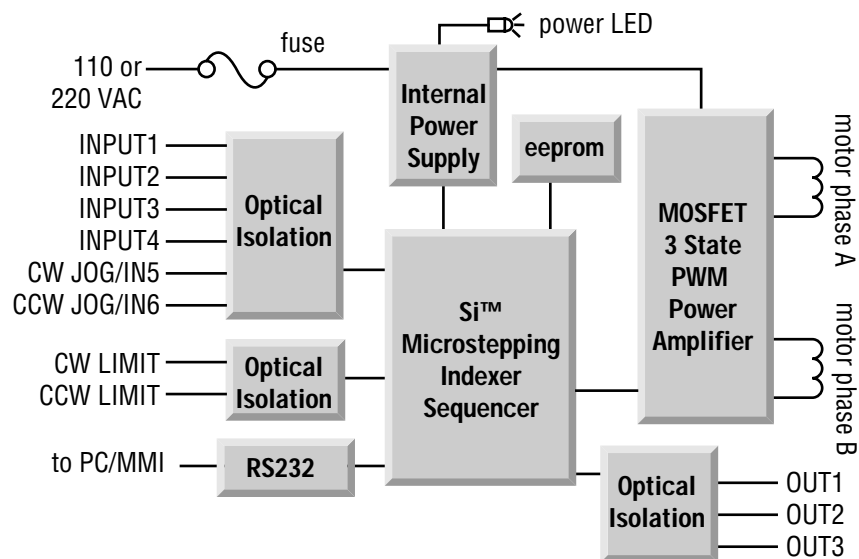 power LED
fuse
110 or
220 VAC
Internal
Power
Supply
eeprom
INPUT1
INPUT2
INPUT3
INPUT4
CW JOG/IN5
CCW JOG/IN6
Optical
Isolation
MOSFET
3 State
PWM
Power
Amplifier
motor phase A
motor phase B
Si™
Microstepping
Indexer
Sequencer
CW LIMIT
CCW LIMIT
Optical
Isolation
to PC/MMI
RS232
Optical
Isolation
OUT1
OUT2
OUT3